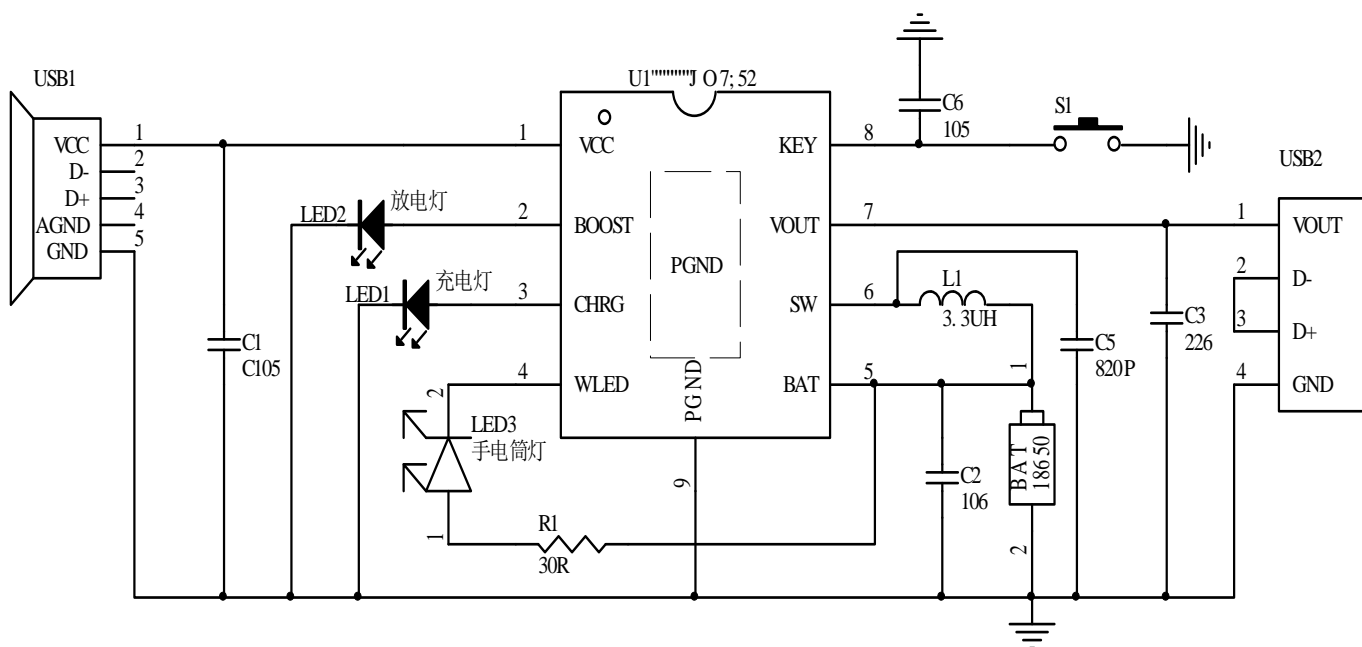 USB1
VCC
D-
D+
AGND
GND
1
2
3
4
5
C1
C105
LED2
放电灯
LED1
充电灯
LED3
手电筒灯
2
1
R1
30R
U1""""""J O7;52
1
2
3
4
VCC
BOOST
CHRG
WLED
PGND
PGND
9
KEY
VOUT
SW
BAT
8
7
6
5
C6
105
S1
L1
3.3UH
C5
820P
C3
226
C2
106
1
BAT
18650
2
USB2
1
2
3
4
VOUT
D-
D+
GND